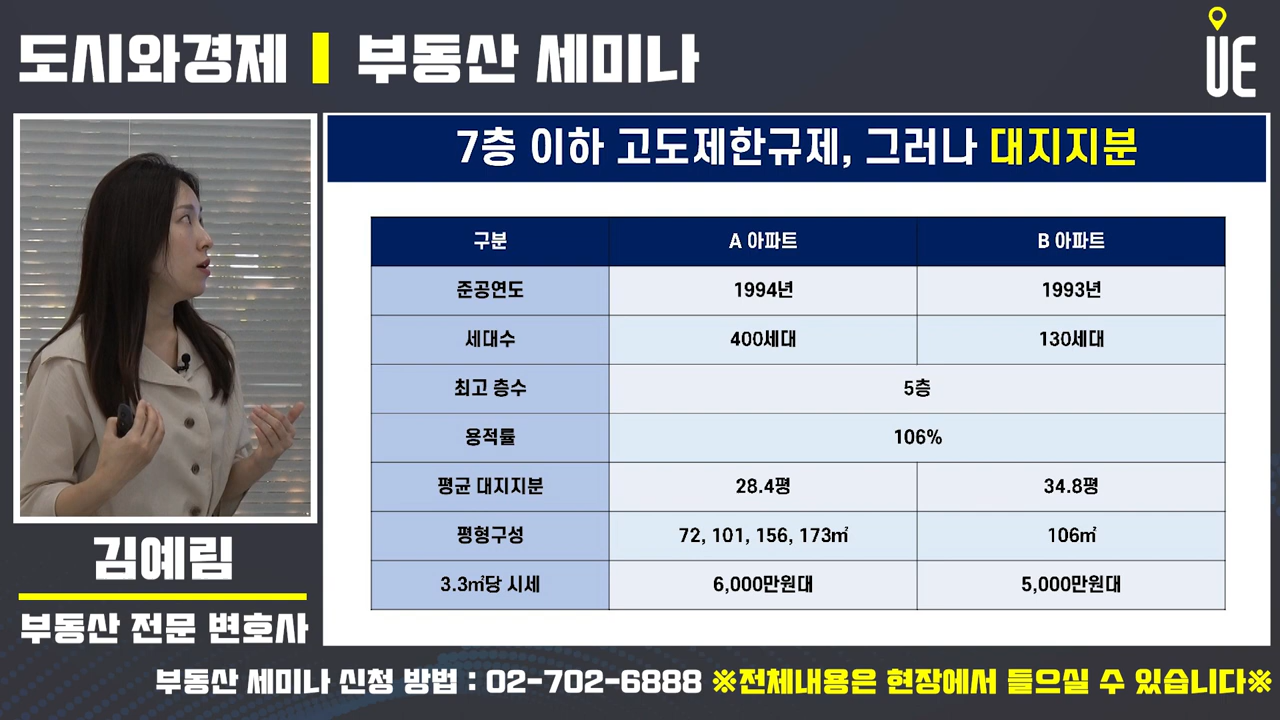 도시와경제 | 부동산 세미나
UE
7층 이하 고도제한규제, 그러나 대지지분
구분 A 아파트 B 아파트
준공연도 1994년 1993년
세대수 400세대 130세대
최고 층수 5층
용적률 106%
평균 대지지분 28.4평 34.8평
평형구성 72, 101, 156, 173㎡ 106㎡
3.3㎡당 시세 6,000만원대 5,000만원대
김예림
부동산 전문 변호사
부동산 세미나 신청 방법 : 02-702-6888 ※전체내용은 현장에서 들으실 수 있습니다※